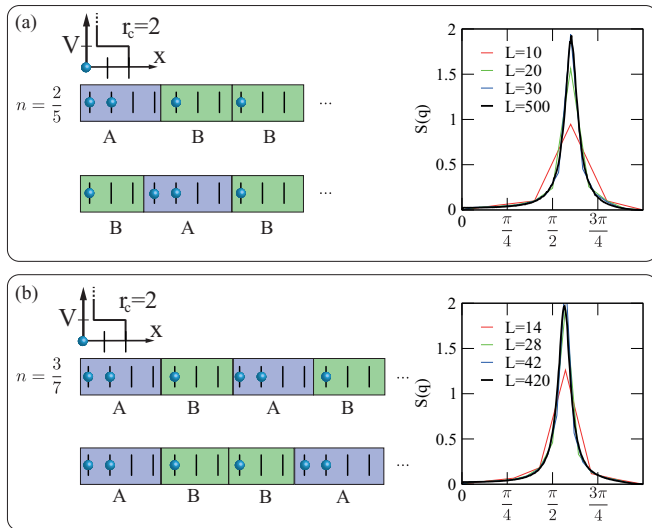 (a)
r_c=2
V
x
n = 2/5
...
A B B
...
B A B
S(q)
2
1.5
1
0.5
0
L=10
L=20
L=30
L=500
0 π/4 π/2 3π/4
(b)
r_c=2
V
x
n = 3/7
...
A B A B
...
A B B A
S(q)
2
1.5
1
0.5
0
L=14
L=28
L=42
L=420
0 π/4 π/2 3π/4